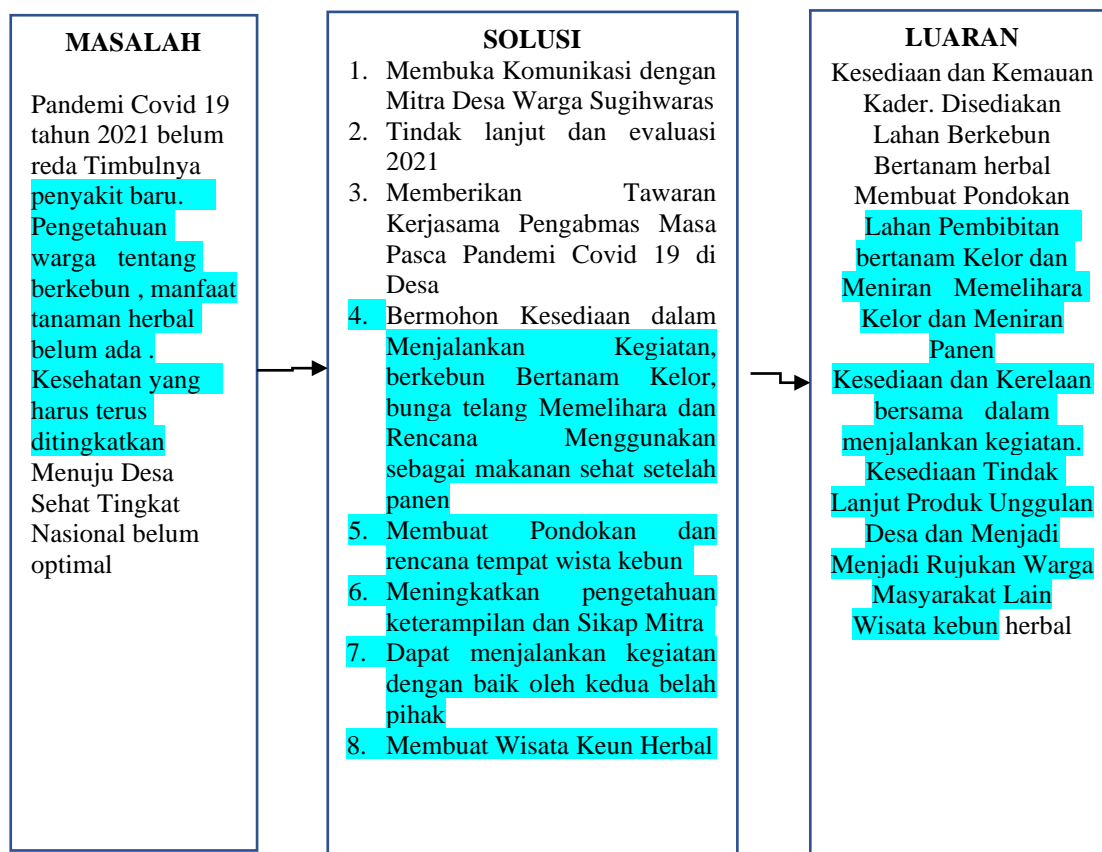 MASALAH
Pandemi Covid 19
tahun 2021 belum
reda Timbulnya
penyakit baru.
Pengetahuan
warga tentang
berkebun , manfaat
tanaman herbal
belum ada .
Kesehatan yang
harus terus
ditingkatkan
Menuju Desa
Sehat Tingkat
Nasional belum
optimal
SOLUSI
1. Membuka Komunikasi dengan
Mitra Desa Warga Sugihwaras
2. Tindak lanjut dan evaluasi
2021
3. Memberikan Tawaran
Kerjasama Pengabmas Masa
Pasca Pandemi Covid 19 di
Desa
4. Bermohon Kesediaan dalam
Menjalankan Kegiatan,
berkebun Bertanam Kelor,
bunga telang Memelihara dan
Rencana Menggunakan
sebagai makanan sehat setelah
panen
5. Membuat Pondokan dan
rencana tempat wista kebun
6. Meningkatkan pengetahuan
keterampilan dan Sikap Mitra
7. Dapat menjalankan kegiatan
dengan baik oleh kedua belah
pihak
8. Membuat Wisata Keun Herbal
LUARAN
Kesediaan dan Kemauan
Kader. Disediakan
Lahan Berkebun
Bertanam herbal
Membuat Pondokan
Lahan Pembibitan
bertanam Kelor dan
Meniran Memelihara
Kelor dan Meniran
Panen
Kesediaan dan Kerelaan
bersama dalam
menjalankan kegiatan.
Kesediaan Tindak
Lanjut Produk Unggulan
Desa dan Menjadi
Menjadi Rujukan Warga
Masyarakat Lain
Wisata kebun herbal